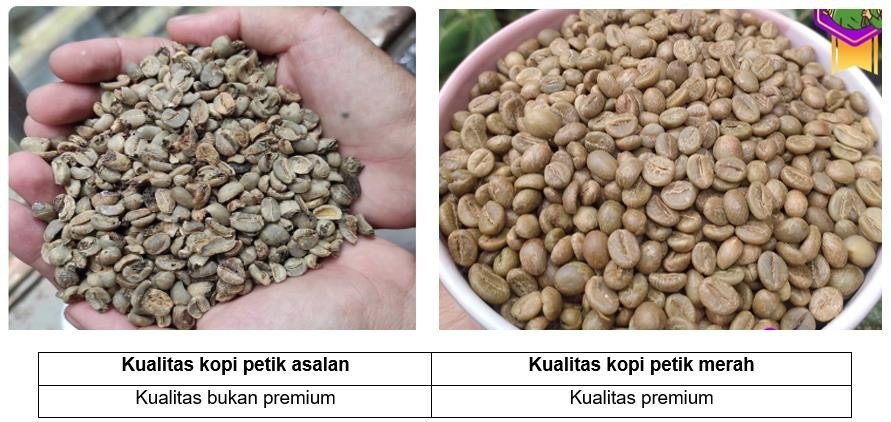 Kualitas kopi petik asalan
Kualitas kopi petik merah
Kualitas bukan premium
Kualitas premium